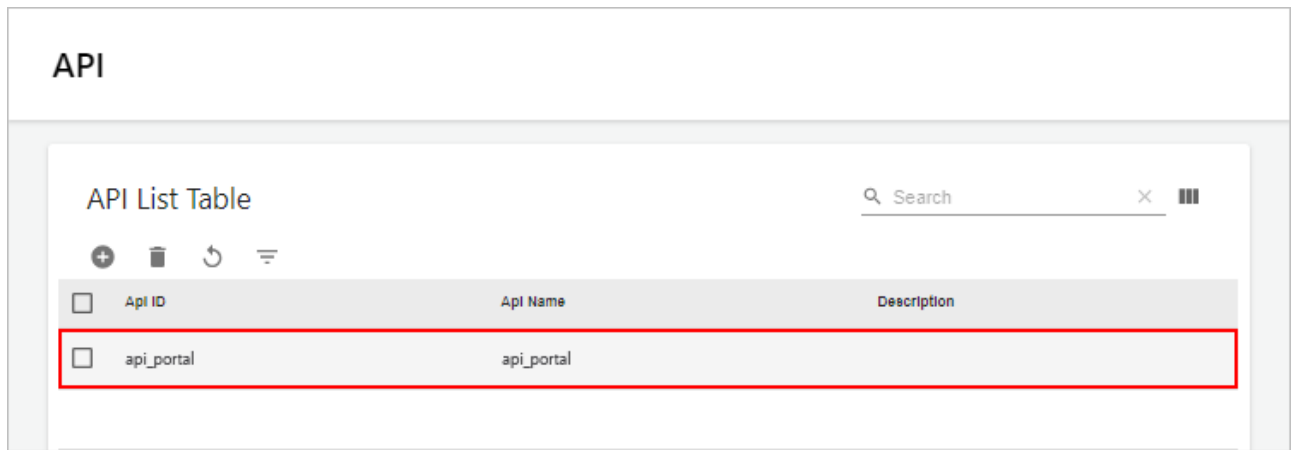 API
API List Table
Search
Api ID Api Name Description
api_portal api_portal